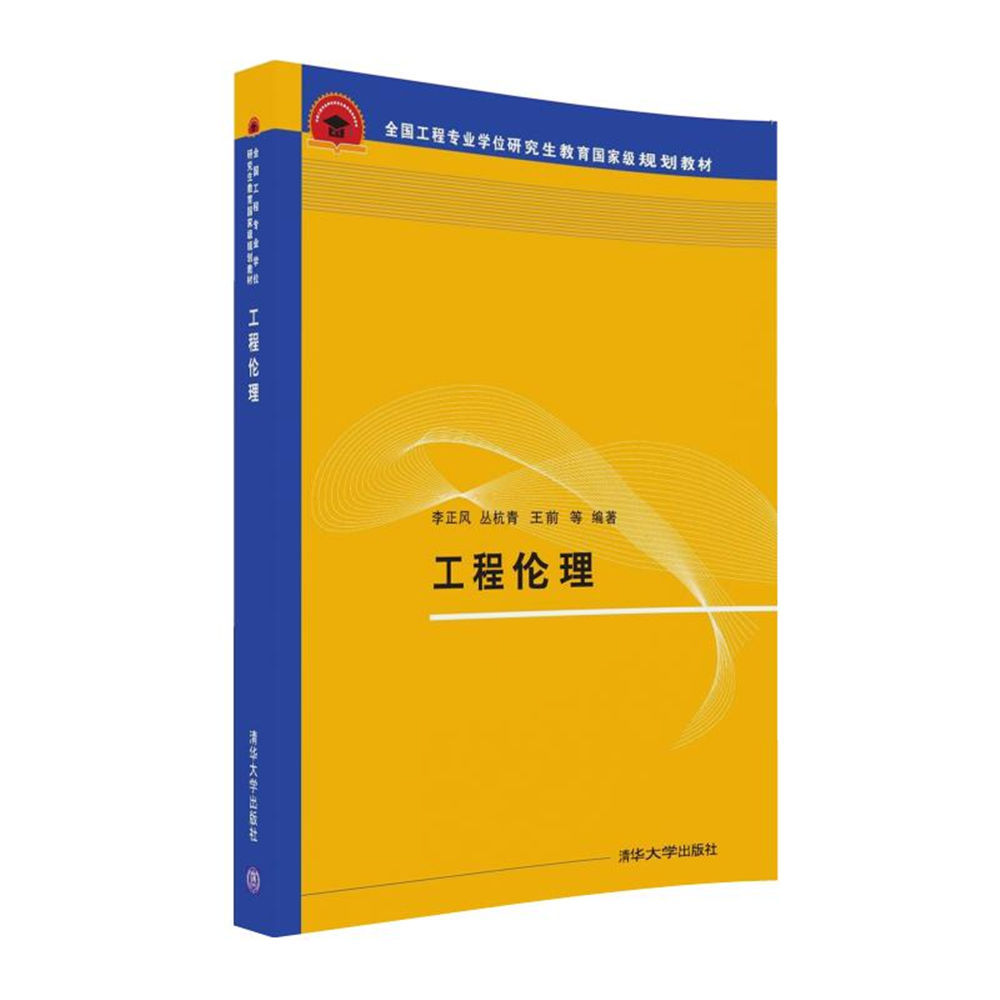 全国工程专业学位研究生教育国家级规划教材
李正风 丛杭青 王前 等 编著
工程伦理
清华大学出版社
全国工程专业学位
研究生教育国家级规划教材
工程伦理
清华大学出版社